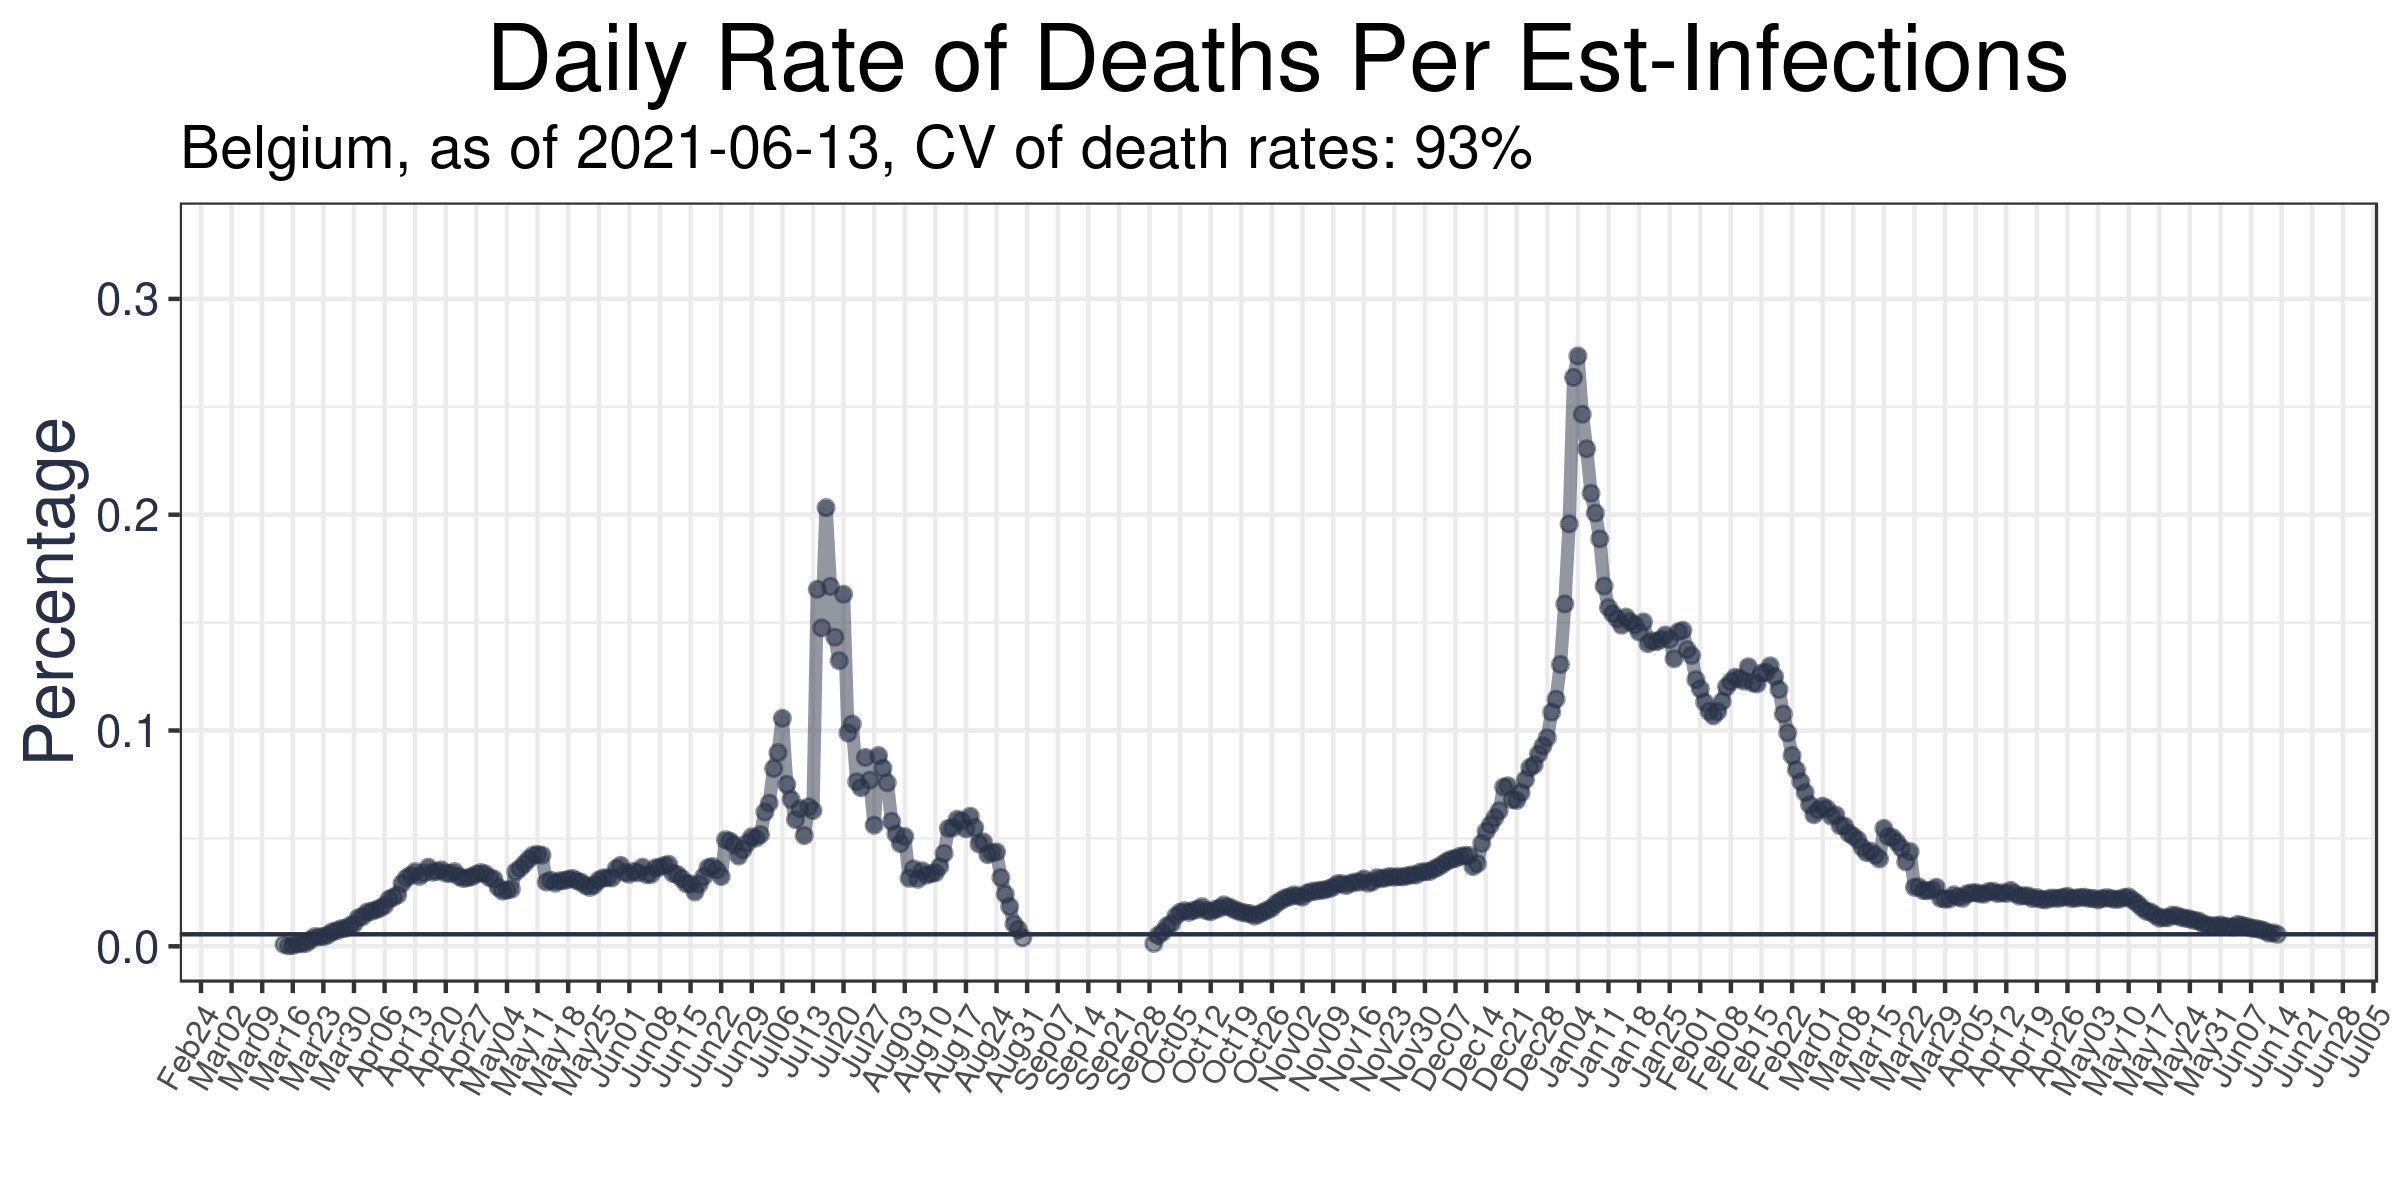 Daily Rate of Deaths Per Est-Infections
Belgium, as of 2021-06-13, CV of death rates: 93%
Percentage
0.3
0.2
0.1
0.0
Feb24
Mar02
Mar09
Mar16
Mar23
Mar30
Apr06
Apr13
Apr20
Apr27
May04
May11
May18
May25
Jun01
Jun08
Jun15
Jun22
Jun29
Jul06
Jul13
Jul20
Jul27
Aug03
Aug10
Aug17
Aug24
Aug31
Sep07
Sep14
Sep21
Sep28
Oct05
Oct12
Oct19
Oct26
Nov02
Nov09
Nov16
Nov23
Nov30
Dec07
Dec14
Dec21
Dec28
Jan04
Jan11
Jan18
Jan25
Feb01
Feb08
Feb15
Feb22
Mar01
Mar08
Mar15
Mar22
Mar29
Apr05
Apr12
Apr19
Apr26
May03
May10
May17
May24
May31
Jun07
Jun14
Jun21
Jun28
Jul05